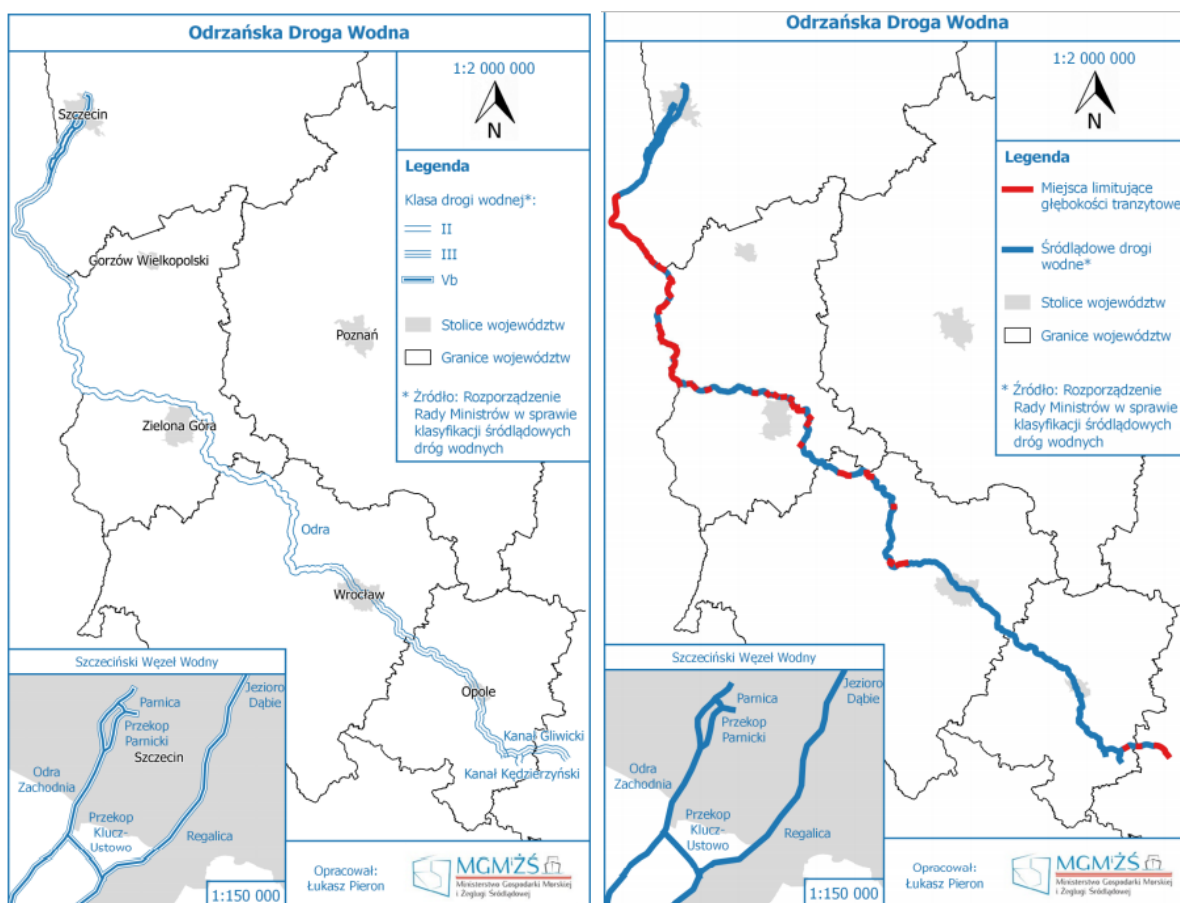 Odrzańska Droga Wodna
1:2 000 000
N
Legenda
Klasa drogi wodnej*:
II
III
Vb
Stolice województw
Granice województw
* Źródło: Rozporządzenie
Rady Ministrów w sprawie
klasyfikacji śródlądowych
dróg wodnych
Szczecin
Gorzów Wielkopolski
Poznań
Zielona Góra
Odra
Wrocław
Opole
Kanał Gliwicki
Kanał Kędzierzyński
Szczeciński Węzeł Wodny
Jezioro
Dąbie
Parnica
Przekop
Parnicki
Szczecin
Odra
Zachodnia
Przekop
Klucz-
Ustowo
Regalica
1:150 000
Opracował:
Łukasz Pieron
MGMiŻŚ
Ministerstwo Gospodarki Morskiej
i Żeglugi Śródlądowej
Odrzańska Droga Wodna
1:2 000 000
N
Legenda
Miejsca limitujące
głębokości tranzytowe
Śródlądowe drogi
wodne*
Stolice województw
Granice województw
* Źródło: Rozporządzenie
Rady Ministrów w sprawie
klasyfikacji śródlądowych
dróg wodnych
Szczeciński Węzeł Wodny
Jezioro
Dąbie
Parnica
Przekop
Parnicki
Odra
Zachodnia
Przekop
Klucz-
Ustowo
Regalica
1:150 000
Opracował:
Łukasz Pieron
MGMiŻŚ
Ministerstwo Gospodarki Morskiej
i Żeglugi Śródlądowej